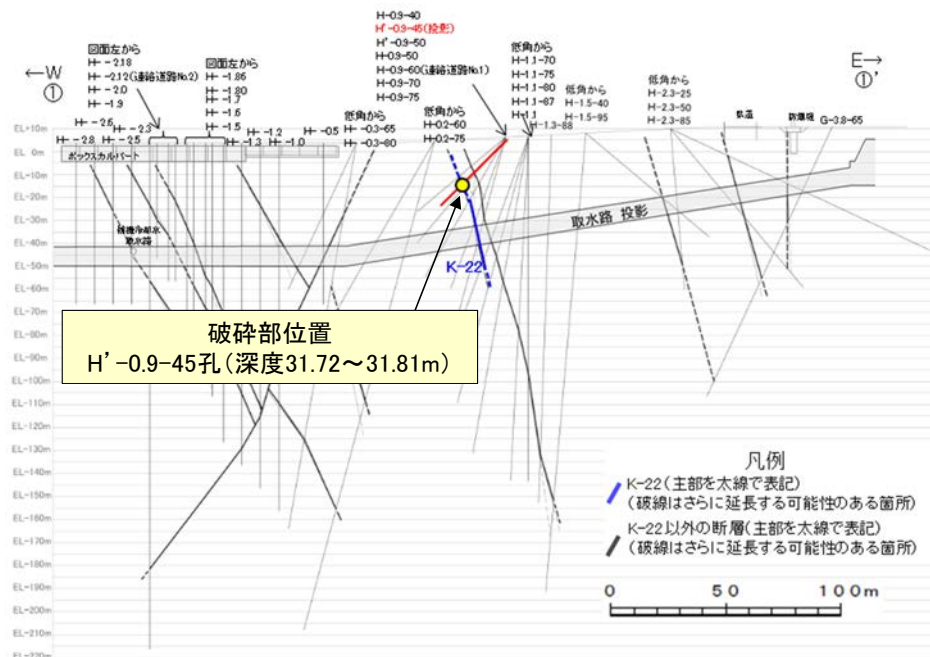 ←W
①
図面左から
H- -2.18
H- -2.12(連絡道路No.2)
H- -2.0
H- -1.9
図面左から
H- -1.86
H- -1.80
H- -1.7
H- -1.6
H- -1.5
H- -2.8
H- -2.6
H- -2.5
H- -2.3
H- -1.3
H- -1.2
H- -1.0
H- -0.5
低角から
H- -0.3-65
H- -0.3-80
H-0.9-40
H'-0.9-45(投影)
H'-0.9-50
H-0.9-50
H-0.9-60(連絡道路No.1)
H-0.9-70
H-0.9-75
低角から
H-0.2-60
H-0.2-75
低角から
H-1.1-70
H-1.1-75
H-1.1-80
H-1.1-87
H-1.1
H-1.3-88
低角から
H-1.5-40
H-1.5-95
低角から
H-2.3-25
H-2.3-50
H-2.3-85
軌道
防潮堤
G-3.8-65
E→
①'
EL+10m
EL 0m
EL-10m
EL-20m
EL-30m
EL-40m
EL-50m
EL-60m
EL-70m
EL-80m
EL-90m
EL-100m
EL-110m
EL-120m
EL-130m
EL-140m
EL-150m
EL-160m
EL-170m
EL-180m
EL-190m
EL-200m
EL-210m
EL-220m
ボックスカルバート
補機冷却水
取水路
取水路 投影
K-22
破砕部位置
H'-0.9-45孔(深度31.72～31.81m)
凡例
K-22(主部を太線で表記)
(破線はさらに延長する可能性のある箇所)
K-22以外の断層(主部を太線で表記)
(破線はさらに延長する可能性のある箇所)
0 50 100m